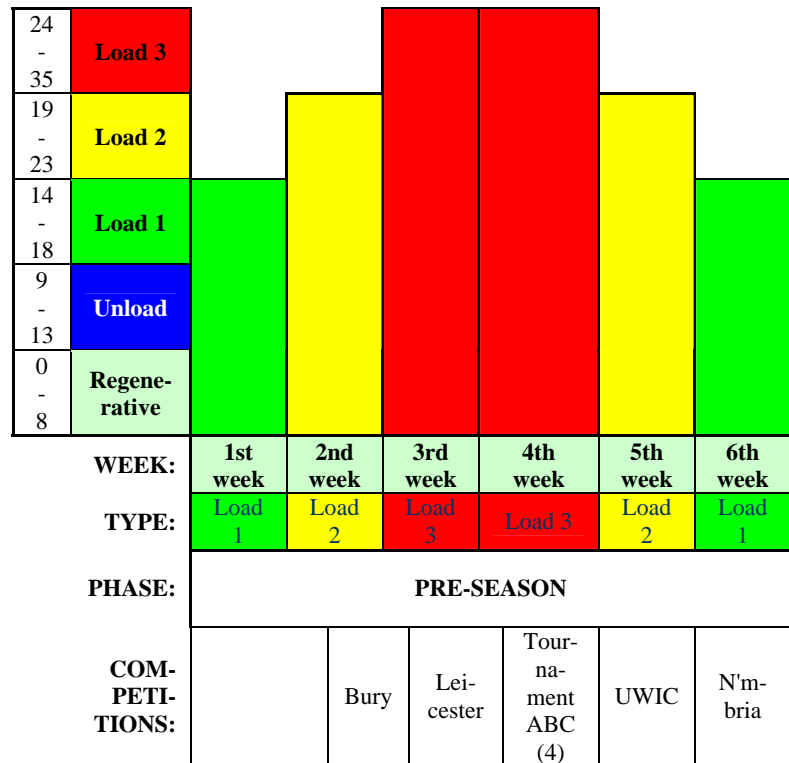 24
-
35
Load 3
19
-
23
Load 2
14
-
18
Load 1
9
-
13
Unload
0
-
8
Regene-
rative
WEEK:
1st
week
2nd
week
3rd
week
4th
week
5th
week
6th
week
TYPE:
Load
1
Load
2
Load
3
Load 3
Load
2
Load
1
PHASE:
PRE-SEASON
COM-
PETI-
TIONS:
Bury
Lei-
cester
Tour-
na-
ment
ABC
(4)
UWIC
N'm-
bria